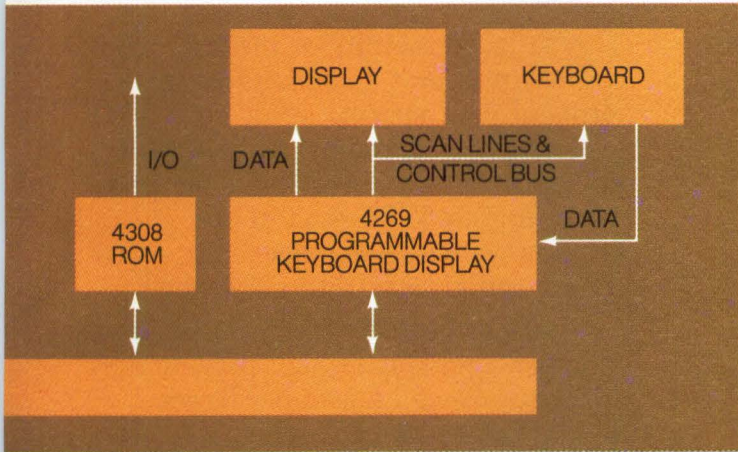 DISPLAY
KEYBOARD
I/O
DATA
SCAN LINES &
CONTROL BUS
DATA
4308
ROM
4269
PROGRAMMABLE
KEYBOARD DISPLAY